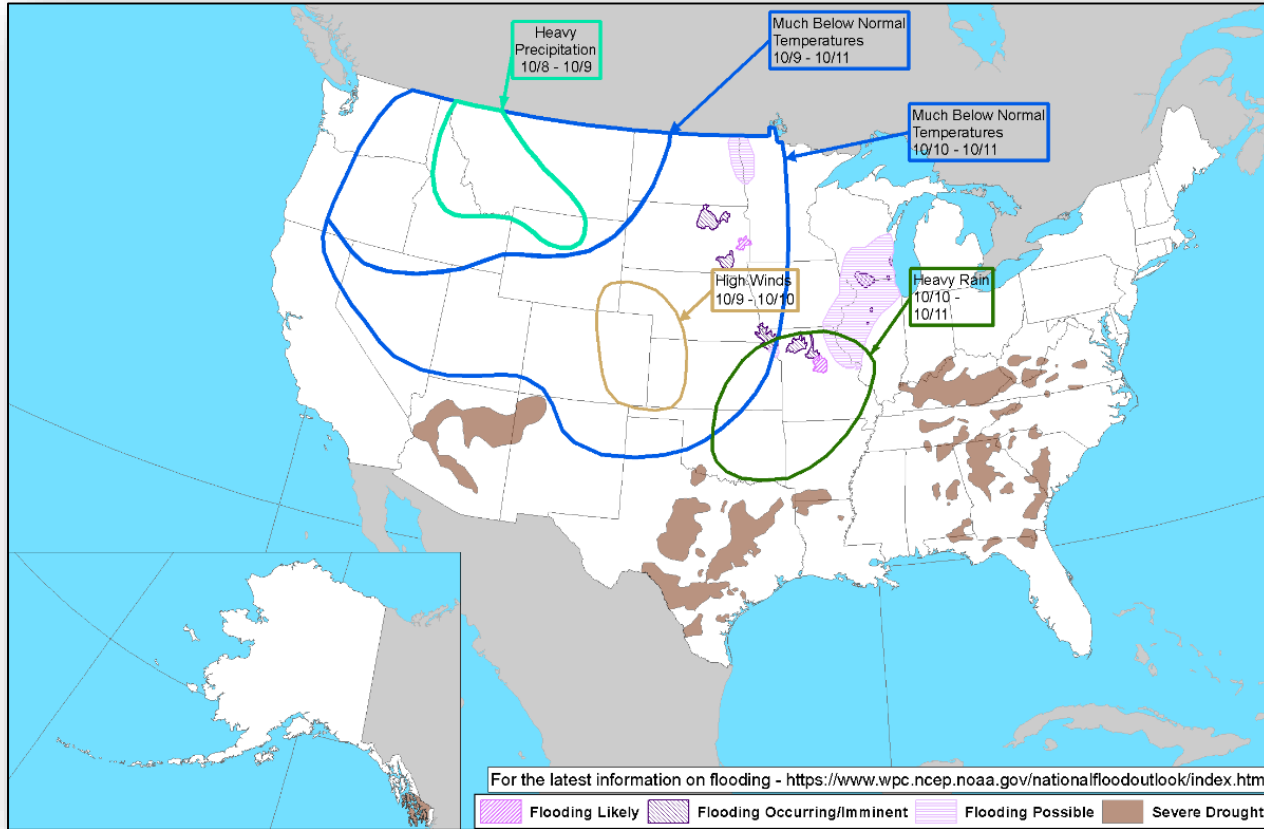 Heavy
Precipitation
10/8 - 10/9
Much Below Normal
Temperatures
10/9 - 10/11
Much Below Normal
Temperatures
10/10 - 10/11
High Winds
10/9 - 10/10
Heavy Rain
10/10 -
10/11
For the latest information on flooding - https://www.wpc.ncep.noaa.gov/nationalfloodoutlook/index.htm
Flooding Likely
Flooding Occurring/Imminent
Flooding Possible
Severe Drought